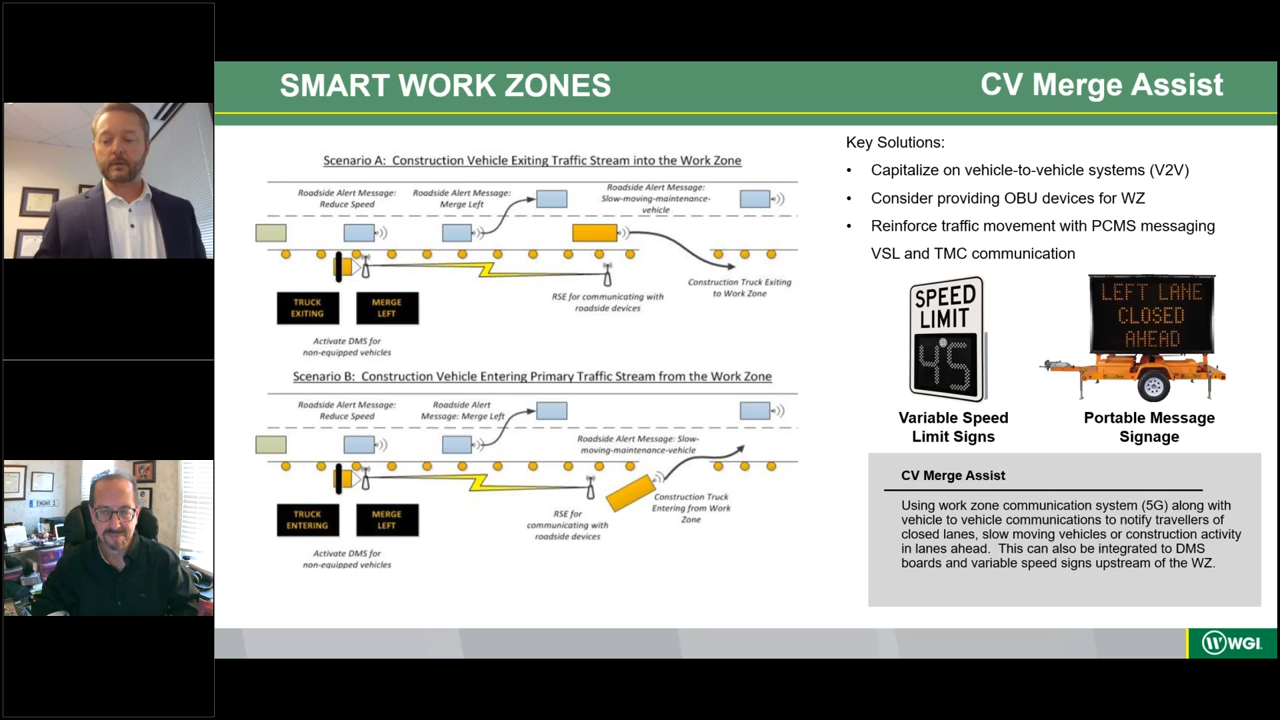 SMART WORK ZONES
CV Merge Assist
Scenario A: Construction Vehicle Exiting Traffic Stream into the Work Zone
Roadside Alert Message:
Reduce Speed
Roadside Alert Message:
Merge Left
Roadside Alert Message:
Slow-moving-maintenance-
vehicle
TRUCK
EXITING
MERGE
LEFT
RSE for communicating with
roadside devices
Construction Truck Exiting
to Work Zone
Activate DMS for
non-equipped vehicles
Scenario B: Construction Vehicle Entering Primary Traffic Stream from the Work Zone
Roadside Alert Message:
Reduce Speed
Roadside Alert
Message: Merge Left
Roadside Alert Message: Slow-
moving-maintenance-vehicle
TRUCK
ENTERING
MERGE
LEFT
RSE for
communicating with
roadside devices
Construction Truck
Entering from Work
Zone
Activate DMS for
non-equipped vehicles
Key Solutions:
• Capitalize on vehicle-to-vehicle systems (V2V)
• Consider providing OBU devices for WZ
• Reinforce traffic movement with PCMS messaging
VSL and TMC communication
SPEED
LIMIT
45
LEFT LANE
CLOSED
AHEAD
Variable Speed
Limit Signs
Portable Message
Signage
CV Merge Assist
Using work zone communication system (5G) along with
vehicle to vehicle communications to notify travellers of
closed lanes, slow moving vehicles or construction activity
in lanes ahead. This can also be integrated to DMS
boards and variable speed signs upstream of the WZ.
WGI.